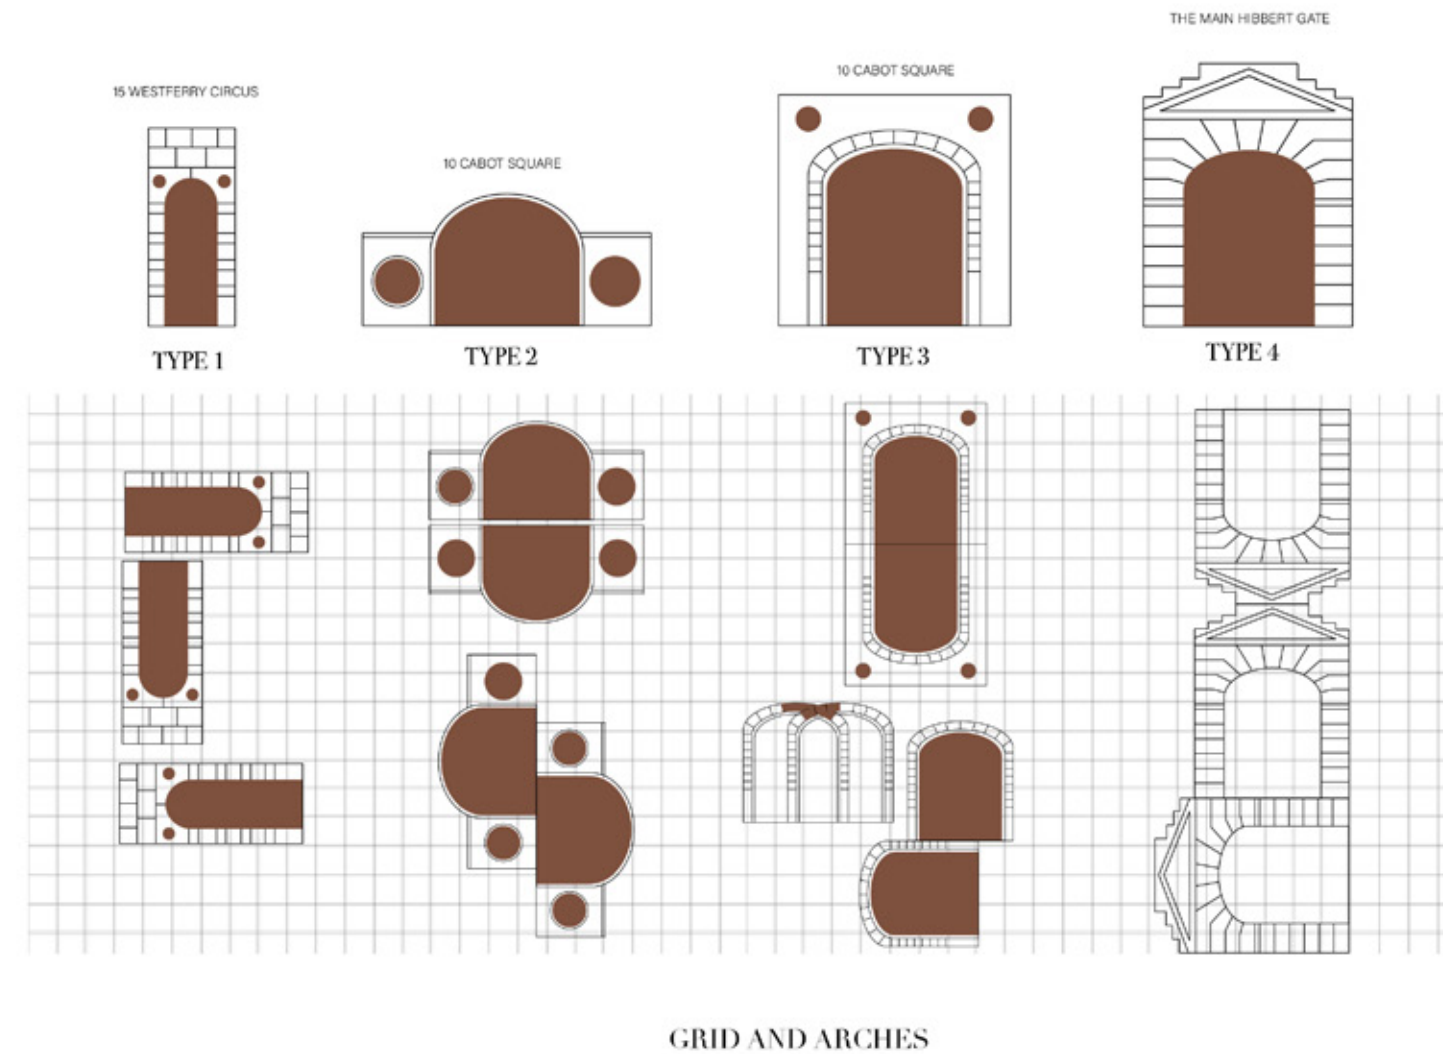 THE MAIN HIBBERT GATE
10 CABOT SQUARE
15 WESTFERRY CIRCUS
10 CABOT SQUARE
TYPE 1
TYPE 2
TYPE 3
TYPE 4
GRID AND ARCHES